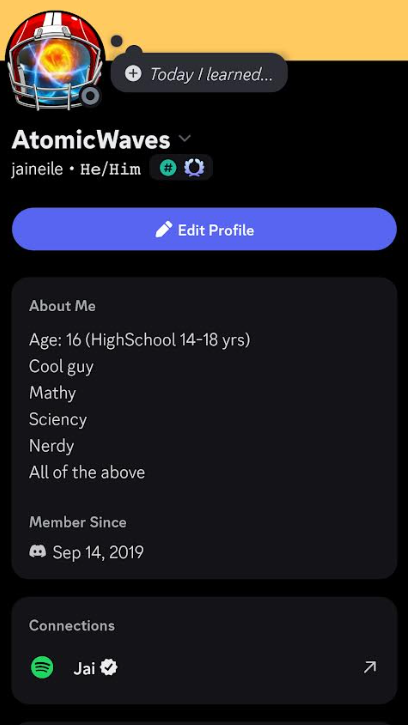 Today I learned...
AtomicWaves
jaineile • He/Him #
Edit Profile
About Me
Age: 16 (HighSchool 14-18 yrs)
Cool guy
Mathy
Sciency
Nerdy
All of the above
Member Since
Sep 14, 2019
Connections
Jai